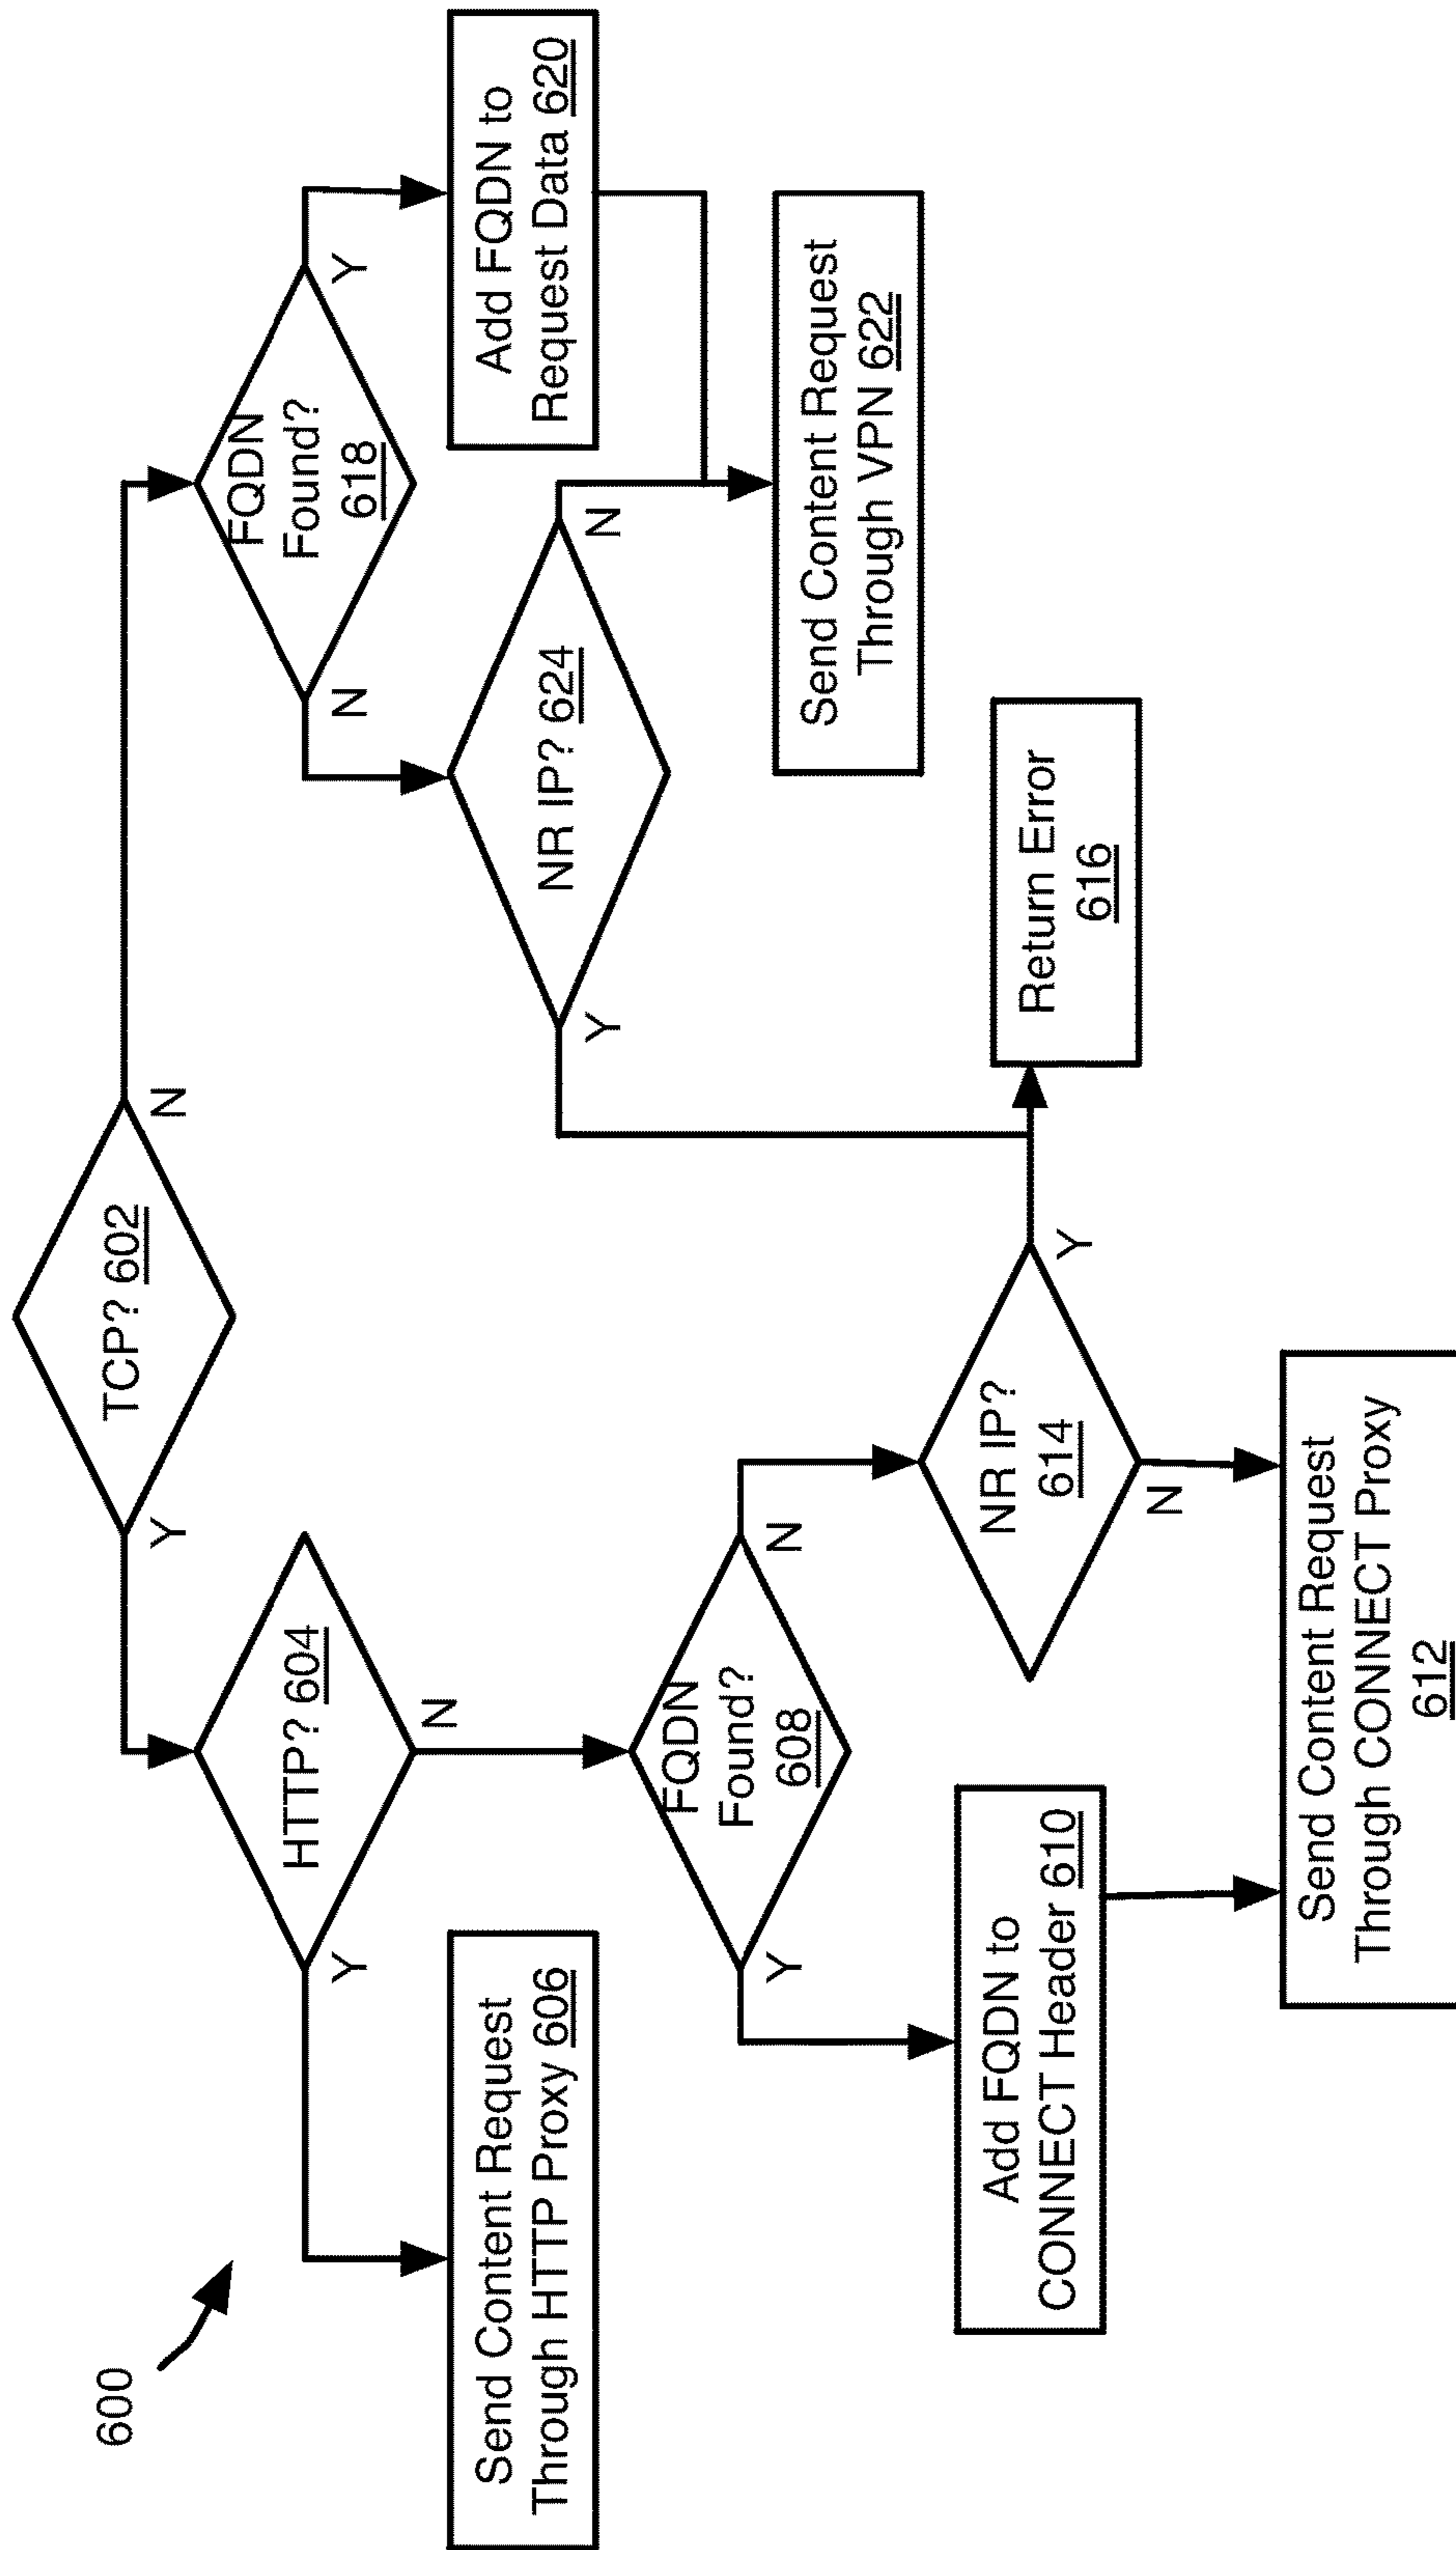 600
TCP? 602
Y
N
HTTP? 604
Y
N
FQDN
Found?
618
N
Y
Send Content Request
Through HTTP Proxy 606
NR IP? 624
Y
N
Add FQDN to
Request Data 620
FQDN
Found?
608
Y
N
Send Content Request
Through VPN 622
Add FQDN to
CONNECT Header 610
NR IP?
614
Y
N
Return Error
616
Send Content Request
Through CONNECT Proxy
612